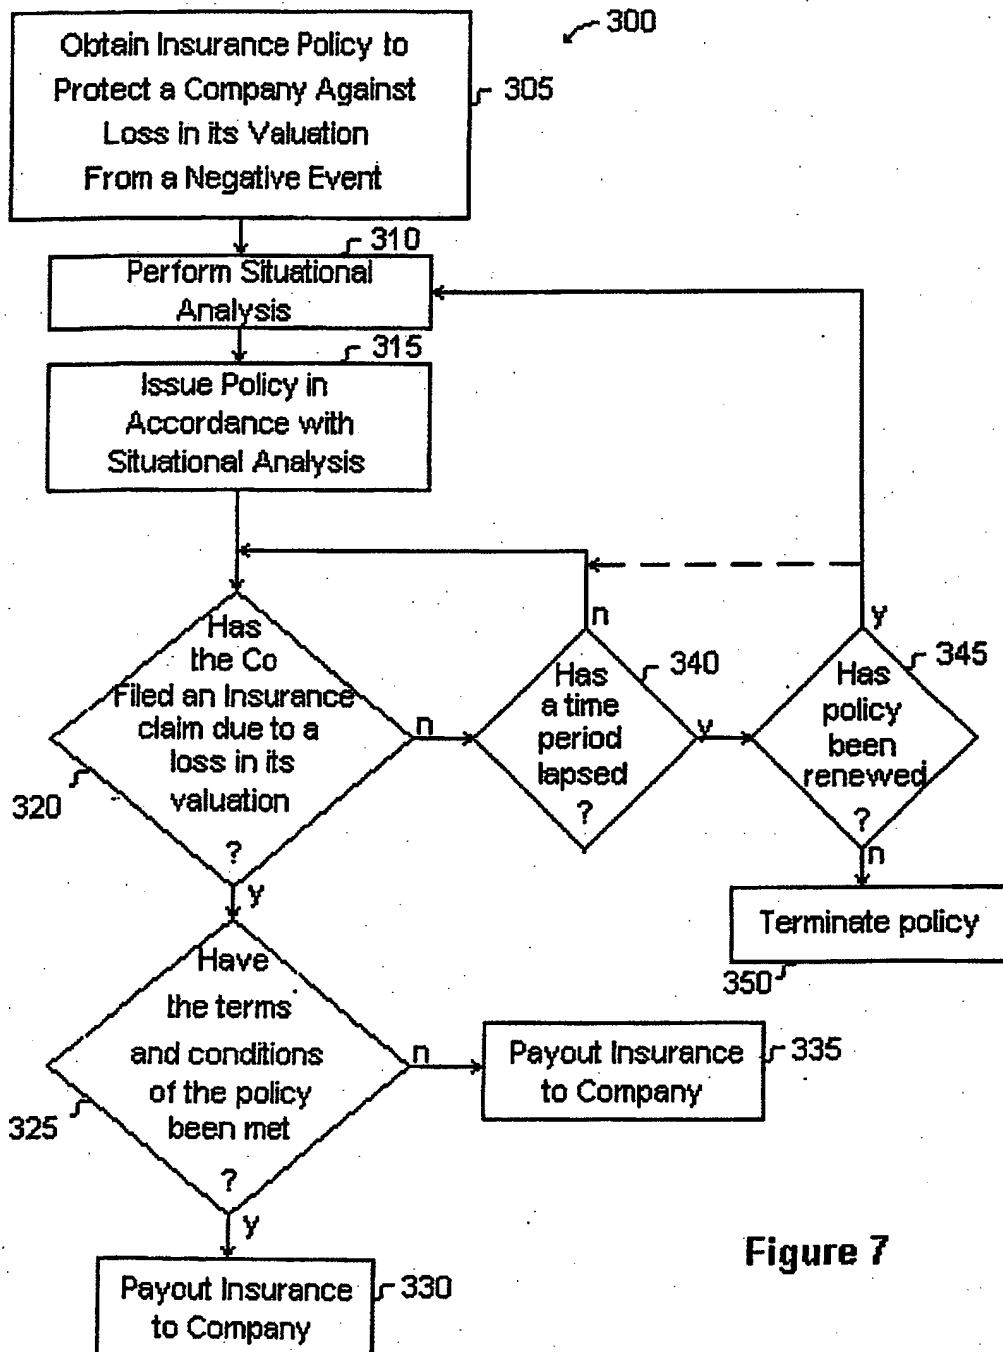 300
Obtain Insurance Policy to
Protect a Company Against
Loss in its Valuation
From a Negative Event
305
310
Perform Situational
Analysis
315
Issue Policy in
Accordance with
Situational Analysis
Has
the Co
Filed an Insurance
claim due to a
loss in its
valuation
?
320
n
y
n
Has
a time
period
lapsed
?
340
y
y
Has
policy
been
renewed
?
345
n
Terminate policy
350
Have
the terms
and conditions
of the policy
been met
?
325
n
Payout Insurance
to Company
335
y
Payout Insurance
to Company
330
Figure 7